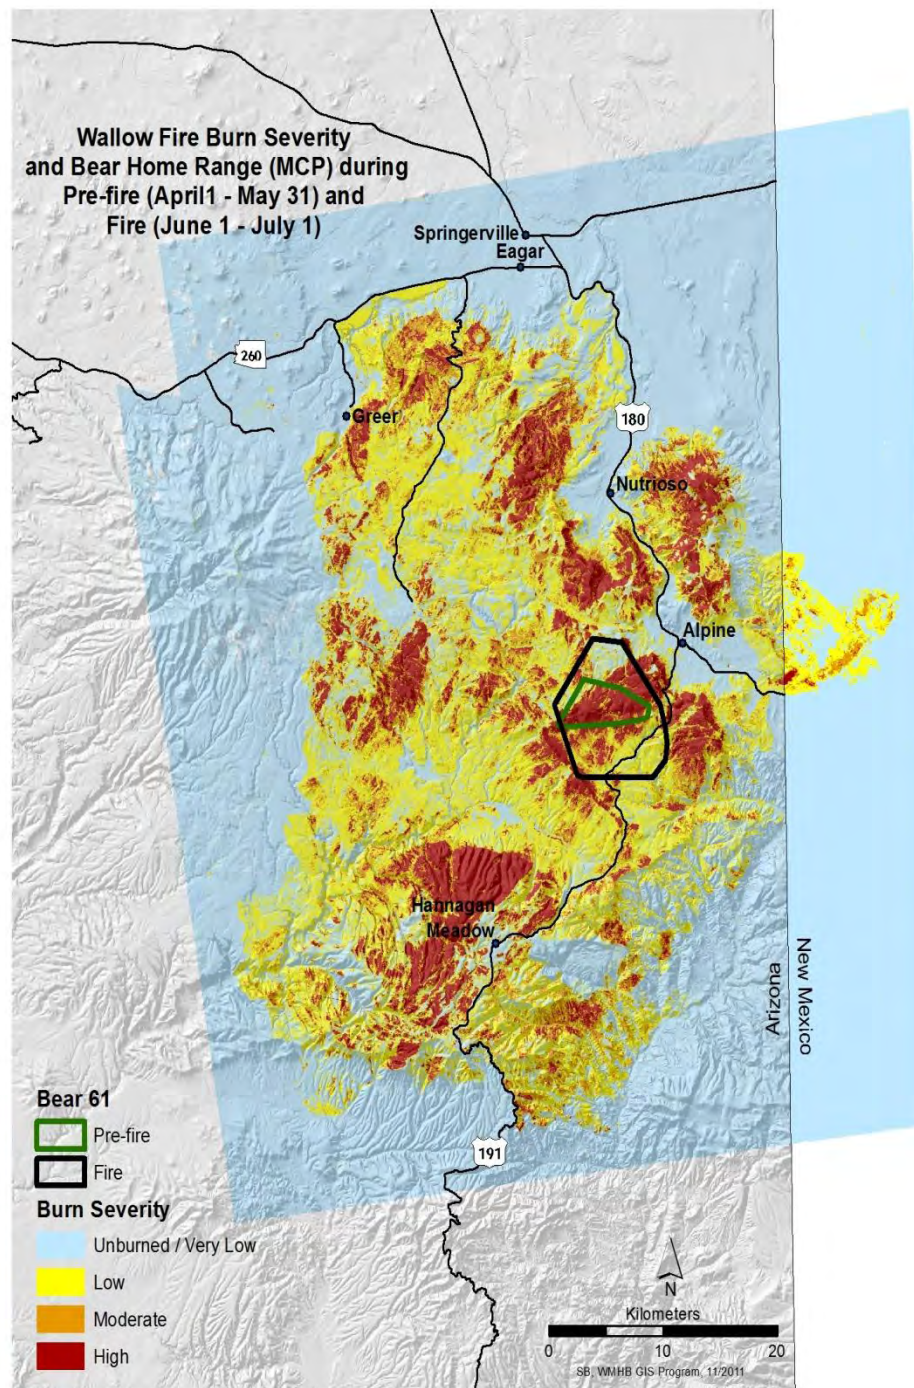 Wallow Fire Burn Severity
and Bear Home Range (MCP) during
Pre-fire (April1 - May 31) and
Fire (June 1 - July 1)
Springerville
Eagar
260
Greer
180
Nutrioso
Alpine
Hannagan
Meadow
Arizona
New Mexico
191
Bear 61
Pre-fire
Fire
Burn Severity
Unburned / Very Low
Low
Moderate
High
N
Kilometers
0 10 20
SB, WMHB GIS Program, 11/2011